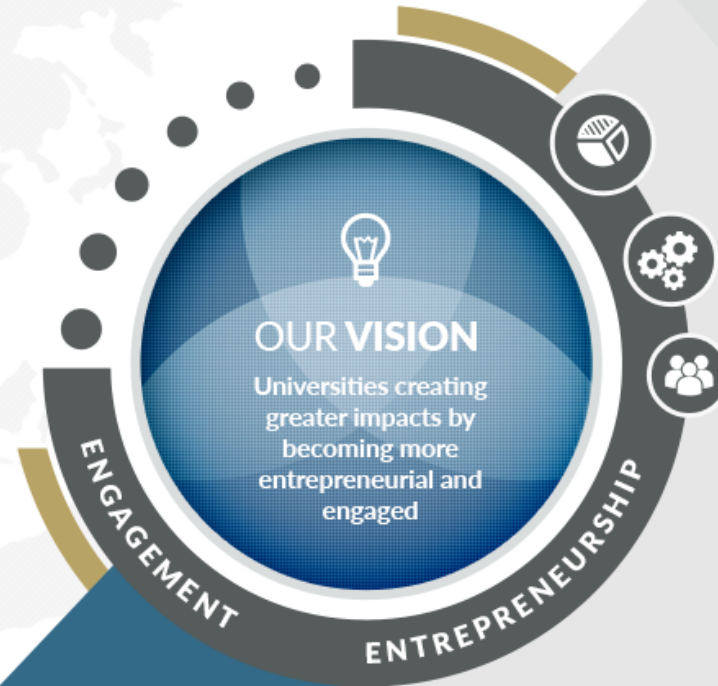 OUR VISION
Universities creating
greater impacts by
becoming more
entrepreneurial and
engaged
ENGAGEMENT
ENTREPRENEURSHIP